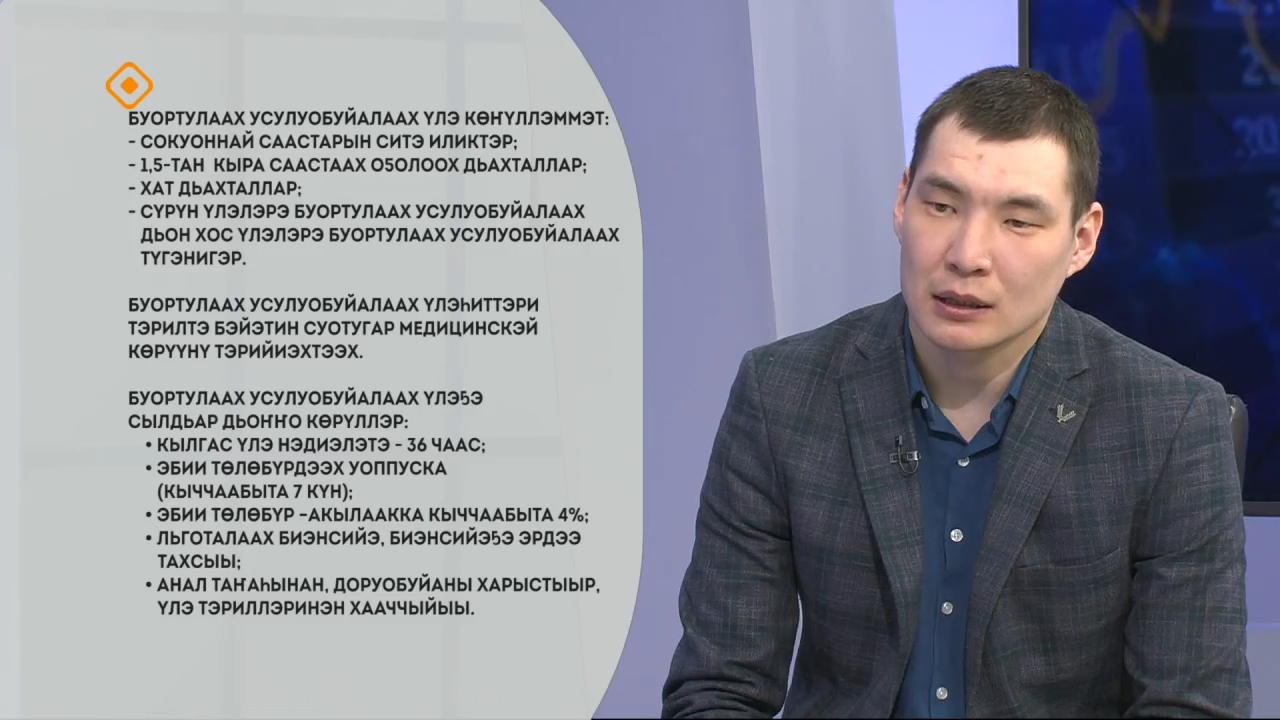 БУОРТУЛААХ УСУЛУОБУЙАЛААХ ҮЛЭ КӨҤҮЛЛЭММЭТ:
- СОКУОННАЙ СААСТАРЫН СИТЭ ИЛИКТЭР;
- 1,5-ТАН КЫРА СААСТААХ О5ОЛООХ ДЬАХТАЛЛАР;
- ХАТ ДЬАХТАЛЛАР;
- СҮРҮН ҮЛЭЛЭРЭ БУОРТУЛААХ УСУЛУОБУЙАЛААХ
ДЬОН ХОС ҮЛЭЛЭРЭ БУОРТУЛААХ УСУЛУОБУЙАЛААХ
ТҮГЭНИГЭР.
БУОРТУЛААХ УСУЛУОБУЙАЛААХ ҮЛЭҺИТТЭРИ
ТЭРИЛТЭ БЭЙЭТИН СУОТУГАР МЕДИЦИНСКЭЙ
КӨРҮҮНҮ ТЭРИЙИЭХТЭЭХ.
БУОРТУЛААХ УСУЛУОБУЙАЛААХ ҮЛЭҔЭ
СЫЛДЬАР ДЬОҤҤО КӨРҮЛЛЭР:
• КЫЛГАС ҮЛЭ НЭДИЭЛЭТЭ - 36 ЧААС;
• ЭБИИ ТӨЛӨБҮРДЭЭХ УОППУСКА
(КЫЧЧААБЫТА 7 КҮН);
• ЭБИИ ТӨЛӨБҮР –АКЫЛААККА КЫЧЧААБЫТА 4%;
• ЛЬГОТАЛААХ БИЭНСИЙЭ, БИЭНСИЙЭҔЭ ЭРДЭЭ
ТАХСЫЫ;
• АНАЛ ТАҤАҺЫНАН, ДОРУОБУЙАНЫ ХАРЫСТЫЫР,
ҮЛЭ ТЭРИЛЛЭРИНЭН ХААЧЧЫЙЫЫ.